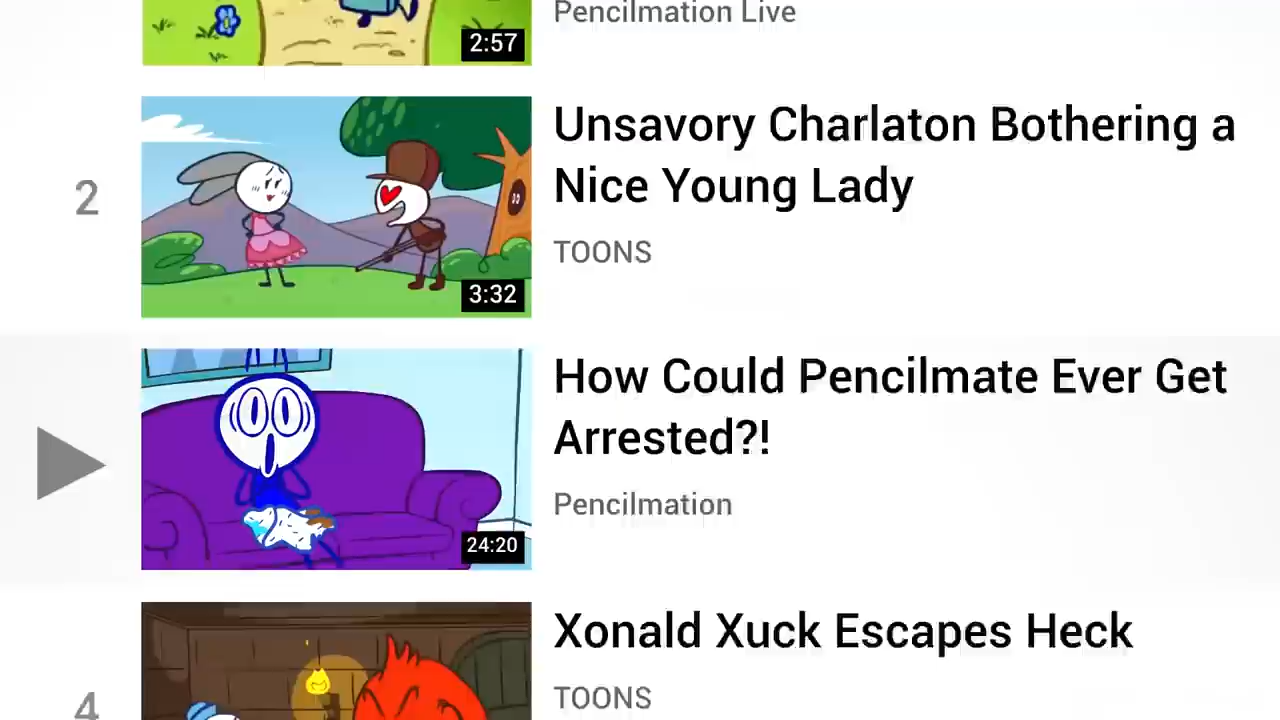 Pencilmation Live
2:57
2
Unsavory Charlaton Bothering a
Nice Young Lady
TOONS
3:32
How Could Pencilmate Ever Get
Arrested?!
Pencilmation
24:20
4
Xonald Xuck Escapes Heck
TOONS